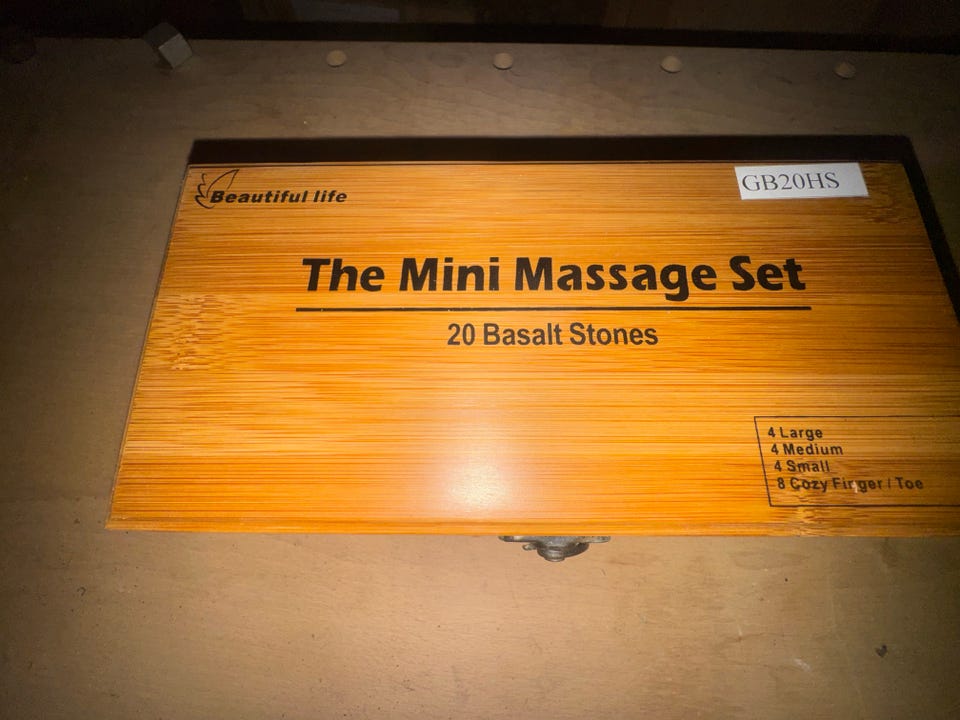 Beautiful life
GB20HS
The Mini Massage Set
20 Basalt Stones
4 Large
4 Medium
4 Small
8 Cozy Finger / Toe